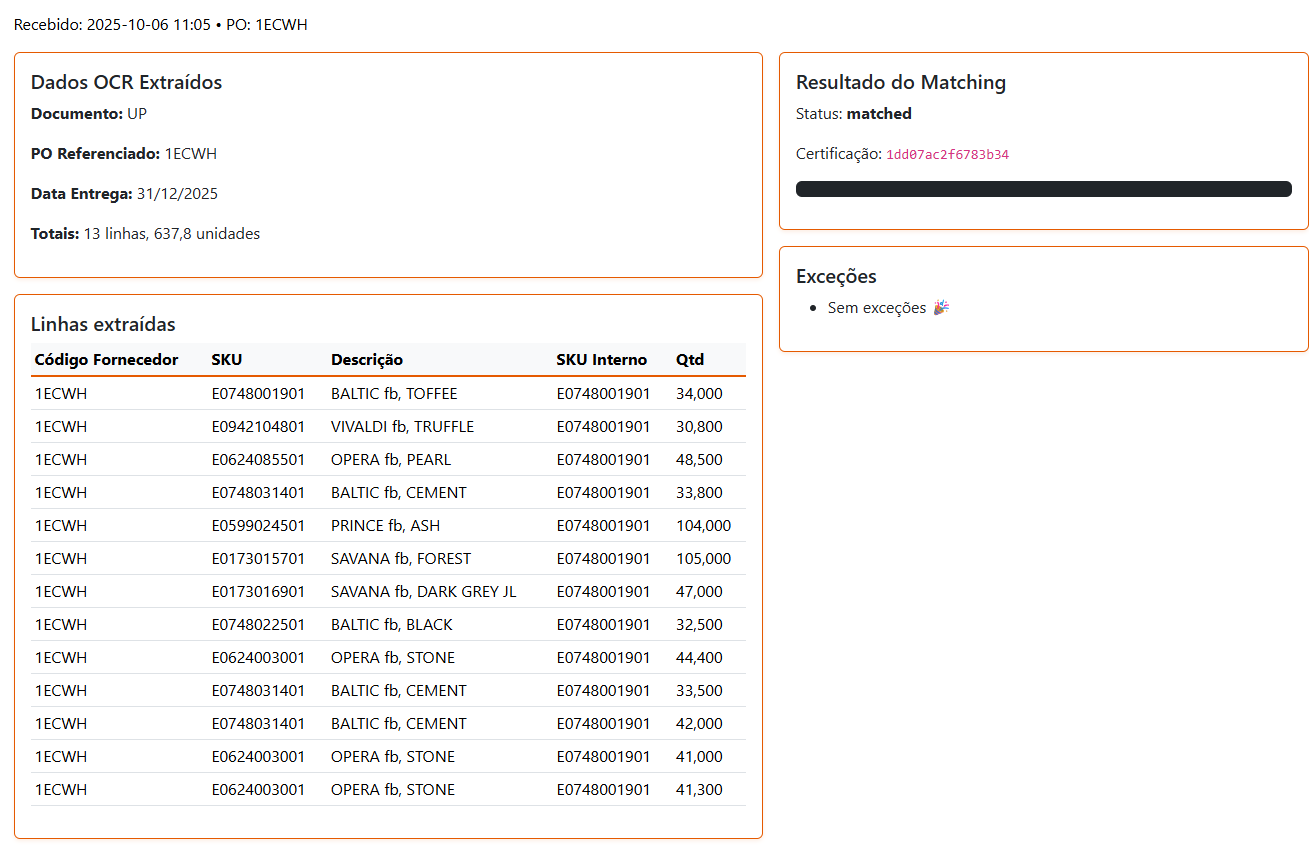 Recebido: 2025-10-06 11:05 • PO: 1ECWH
Dados OCR Extraídos
Documento: UP
PO Referenciado: 1ECWH
Data Entrega: 31/12/2025
Totais: 13 linhas, 637,8 unidades
Linhas extraídas
Código Fornecedor SKU Descrição SKU Interno Qtd
1ECWH E0748001901 BALTIC fb, TOFFEE E0748001901 34,000
1ECWH E0942104801 VIVALDI fb, TRUFFLE E0748001901 30,800
1ECWH E0624085501 OPERA fb, PEARL E0748001901 48,500
1ECWH E0748031401 BALTIC fb, CEMENT E0748001901 33,800
1ECWH E0599024501 PRINCE fb, ASH E0748001901 104,000
1ECWH E0173015701 SAVANA fb, FOREST E0748001901 105,000
1ECWH E0173016901 SAVANA fb, DARK GREY JL E0748001901 47,000
1ECWH E0748022501 BALTIC fb, BLACK E0748001901 32,500
1ECWH E0624003001 OPERA fb, STONE E0748001901 44,400
1ECWH E0748031401 BALTIC fb, CEMENT E0748001901 33,500
1ECWH E0748031401 BALTIC fb, CEMENT E0748001901 42,000
1ECWH E0624003001 OPERA fb, STONE E0748001901 41,000
1ECWH E0624003001 OPERA fb, STONE E0748001901 41,300
Resultado do Matching
Status: matched
Certificação: 1dd07ac2f6783b34
Exceções
• Sem exceções 🎉